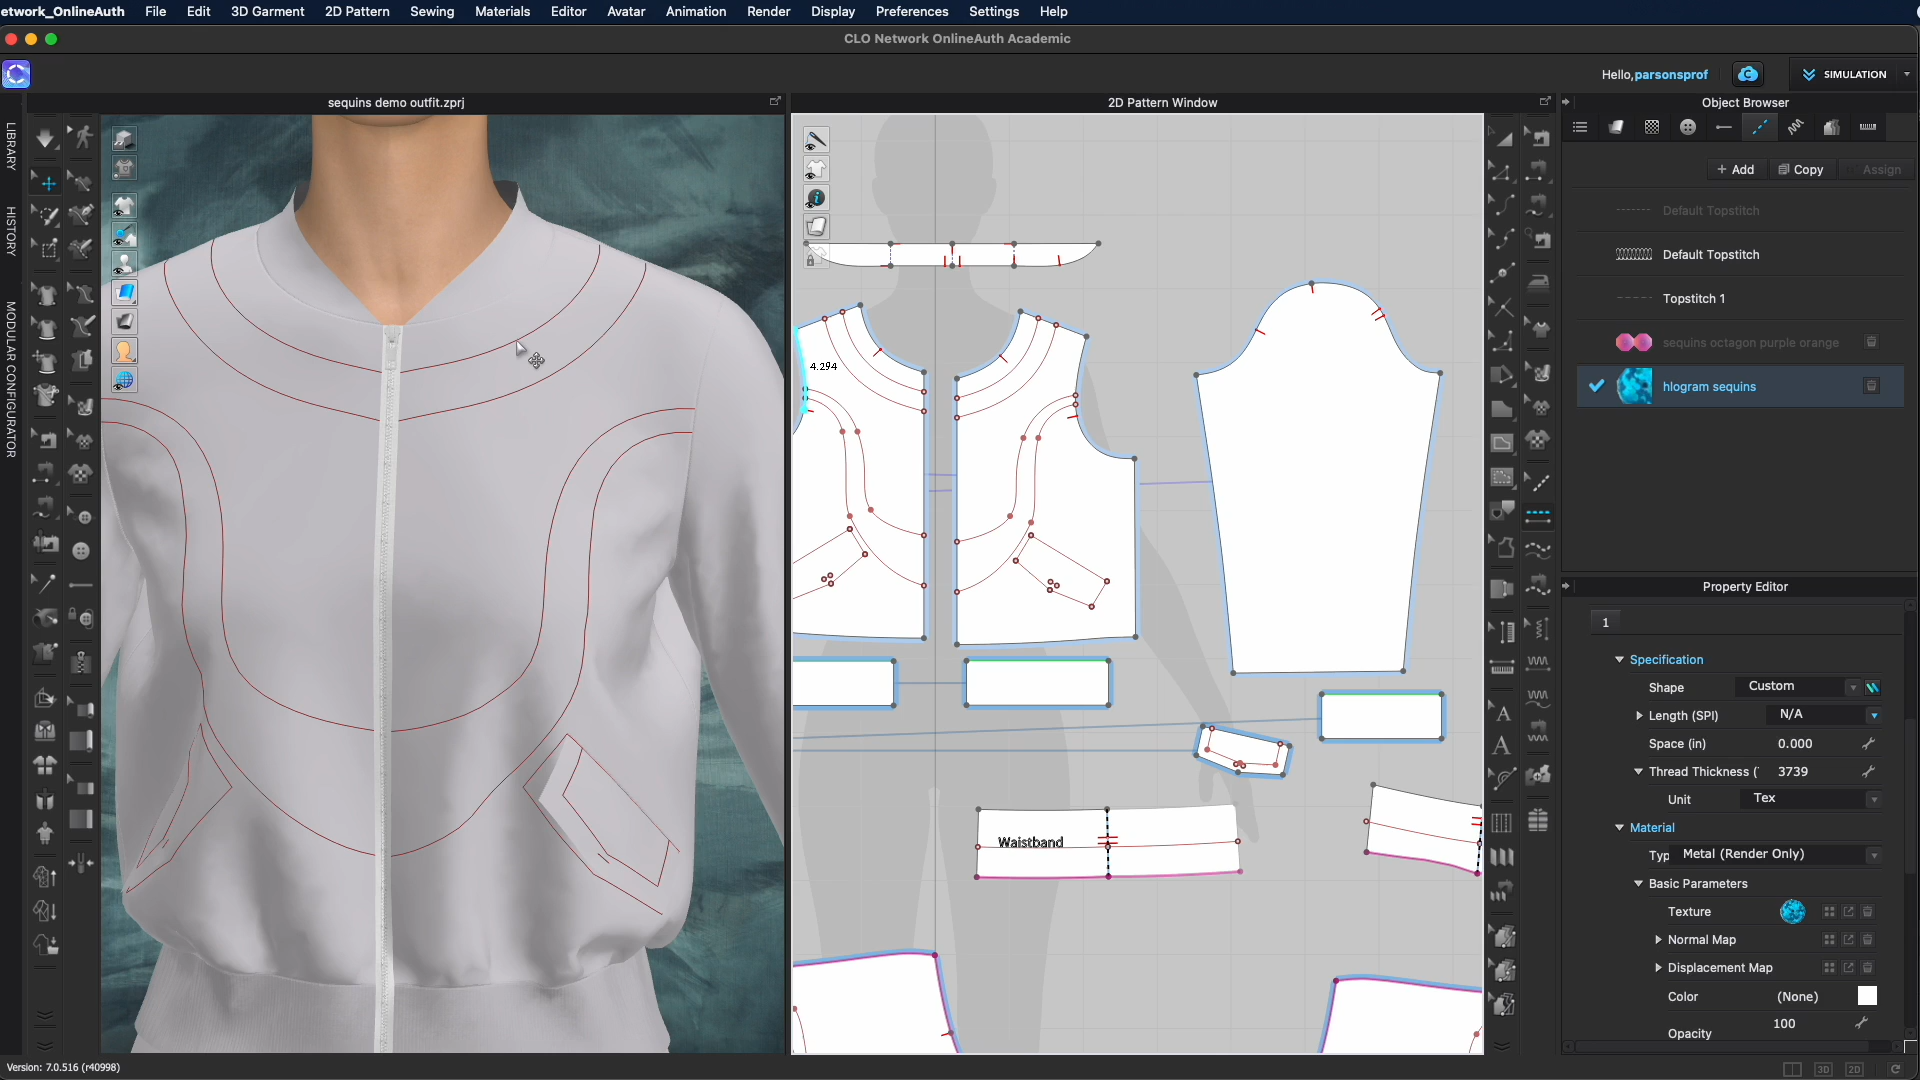 etwork_OnlineAuth File Edit 3D Garment 2D Pattern Sewing Materials Editor Avatar Animation Render Display Preferences Settings Help
CLO Network OnlineAuth Academic
Hello,parsonsprof
SIMULATION
sequins demo outfit.zprj
2D Pattern Window
Object Browser
LIBRARY
HISTORY
MODULAR CONFIGURATOR
+ Add
Copy
Assign
Default Topstitch
Default Topstitch
Topstitch 1
sequins octagon purple orange
hlogram sequins
4.294
Waistband
Property Editor
1
Specification
Shape Custom
Length (SPI) N/A
Space (in) 0.000
Thread Thickness (' 3739
Unit Tex
Material
Typ Metal (Render Only)
Basic Parameters
Texture
Normal Map
Displacement Map
Color (None)
Opacity 100
Version: 7.0.516 (r40998)
3D
2D